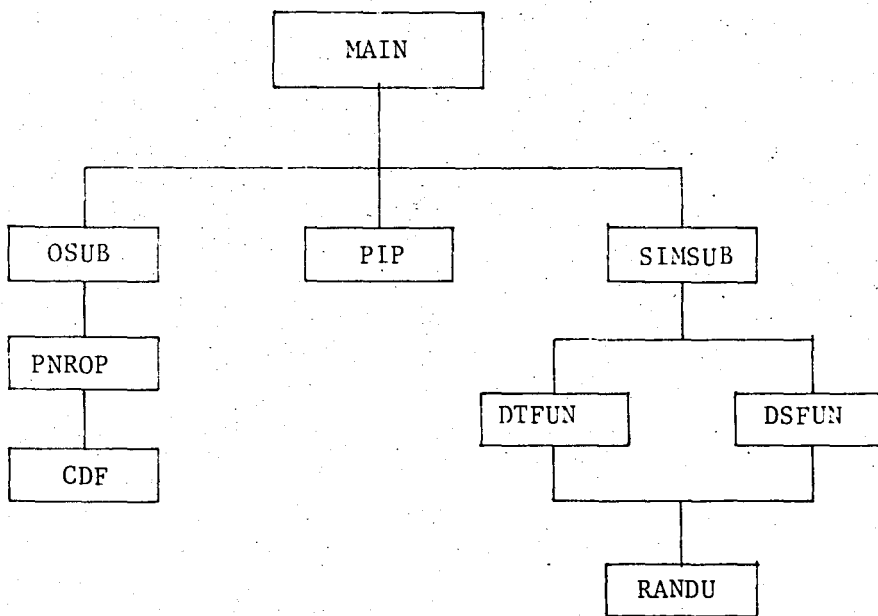 MAIN
OSUB
PIP
SIMSUB
PNROP
DTFUN
DSFUN
CDF
RANDU